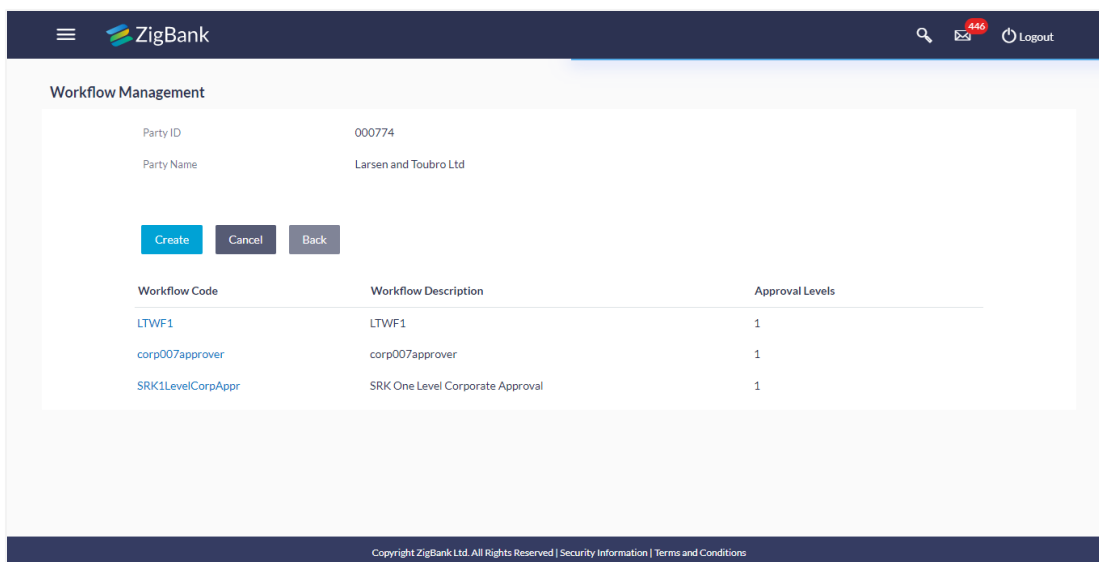 ZigBank 446 Logout
Workflow Management
Party ID 000774
Party Name Larsen and Toubro Ltd
Create Cancel Back
Workflow Code Workflow Description Approval Levels
LTWF1 LTWF1 1
corp007approver corp007approver 1
SRK1LevelCorpAppr SRK One Level Corporate Approval 1
Copyright ZigBank Ltd. All Rights Reserved | Security Information | Terms and Conditions